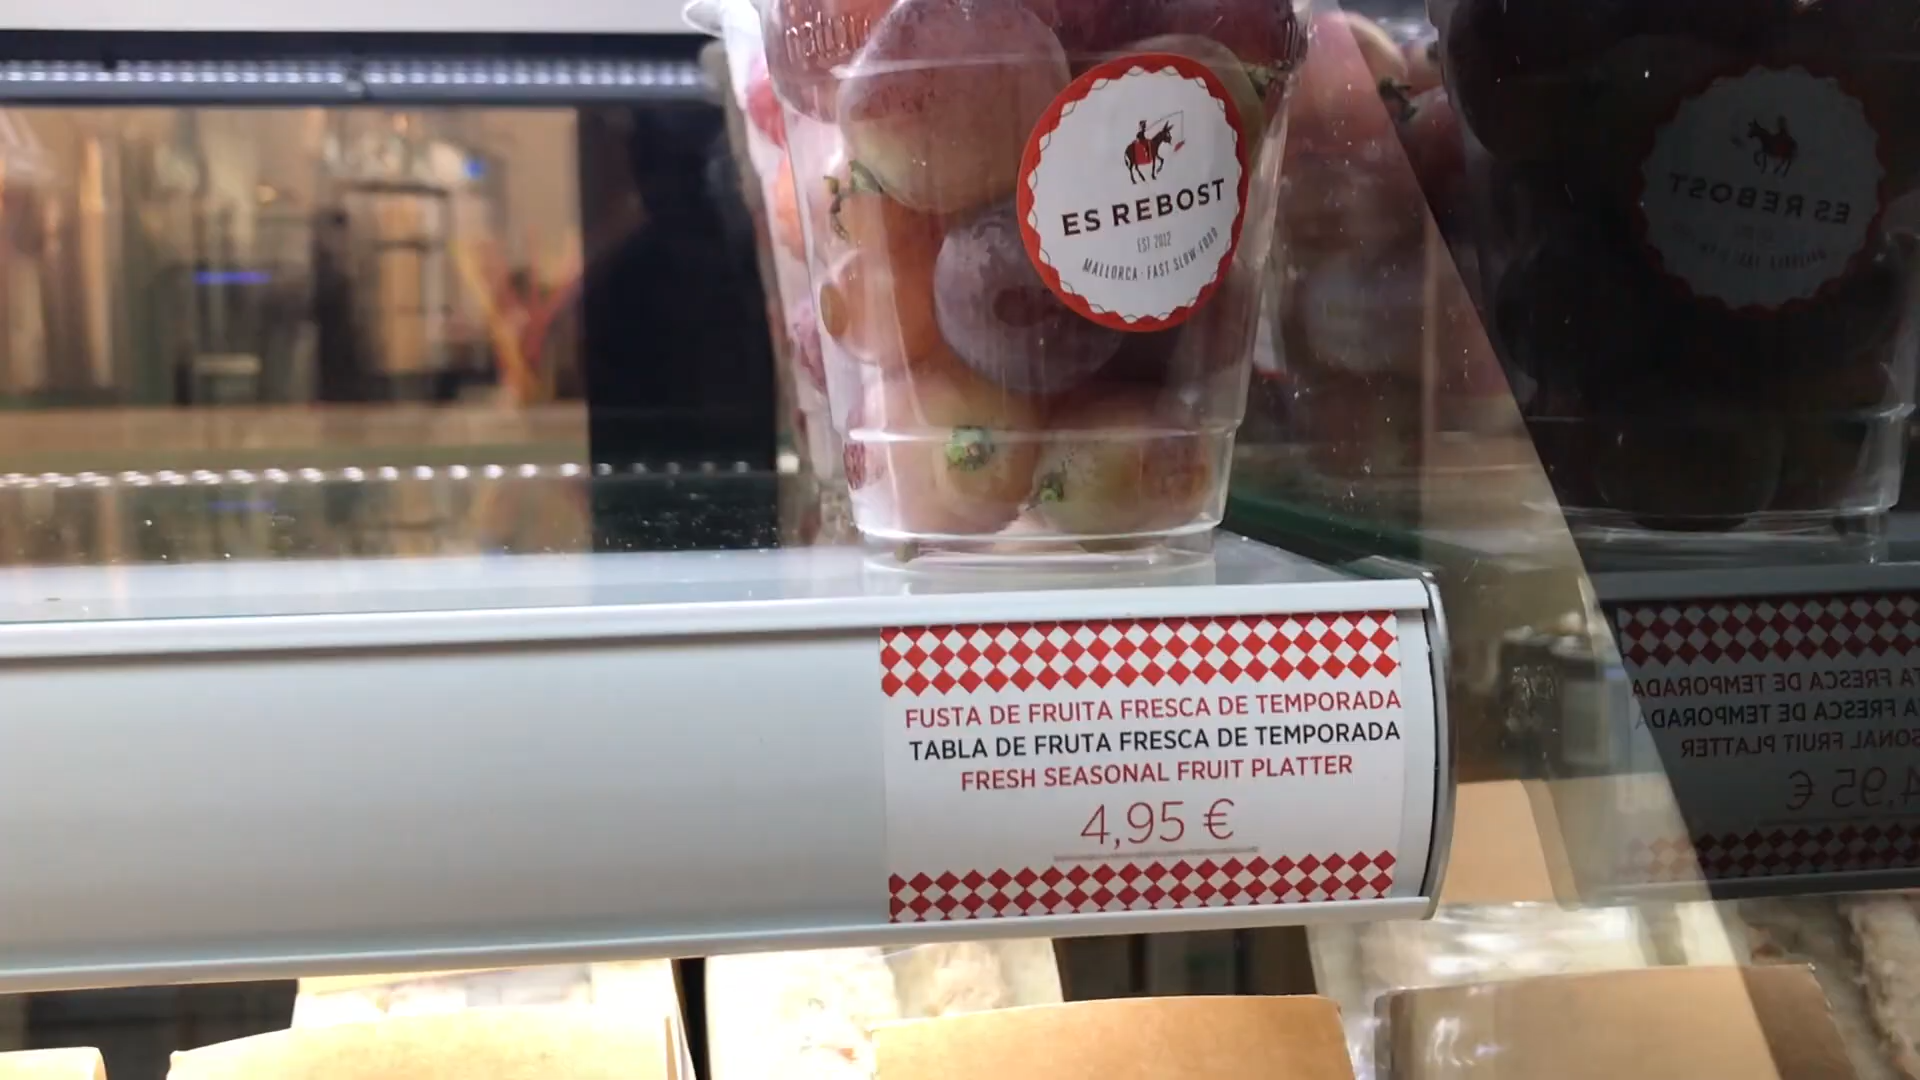 ES REBOST
EST 2012
MALLORCA · FAST SLOW-FOOD
FUSTA DE FRUITA FRESCA DE TEMPORADA
TABLA DE FRUTA FRESCA DE TEMPORADA
FRESH SEASONAL FRUIT PLATTER
4,95 €